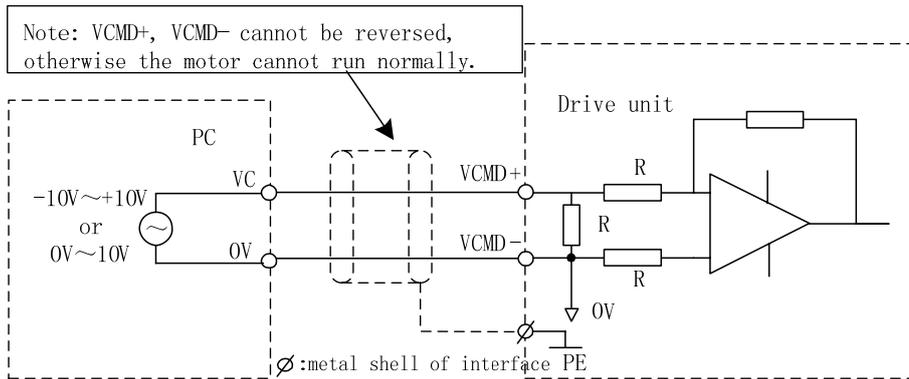 Note: VCMD+, VCMD- cannot be reversed,
otherwise the motor cannot run normally.
Drive unit
PC
VC
VCMD+
R
-10V～+10V
or
0V～10V
R
0V
VCMD-
R
0V
:metal shell of interface
PE